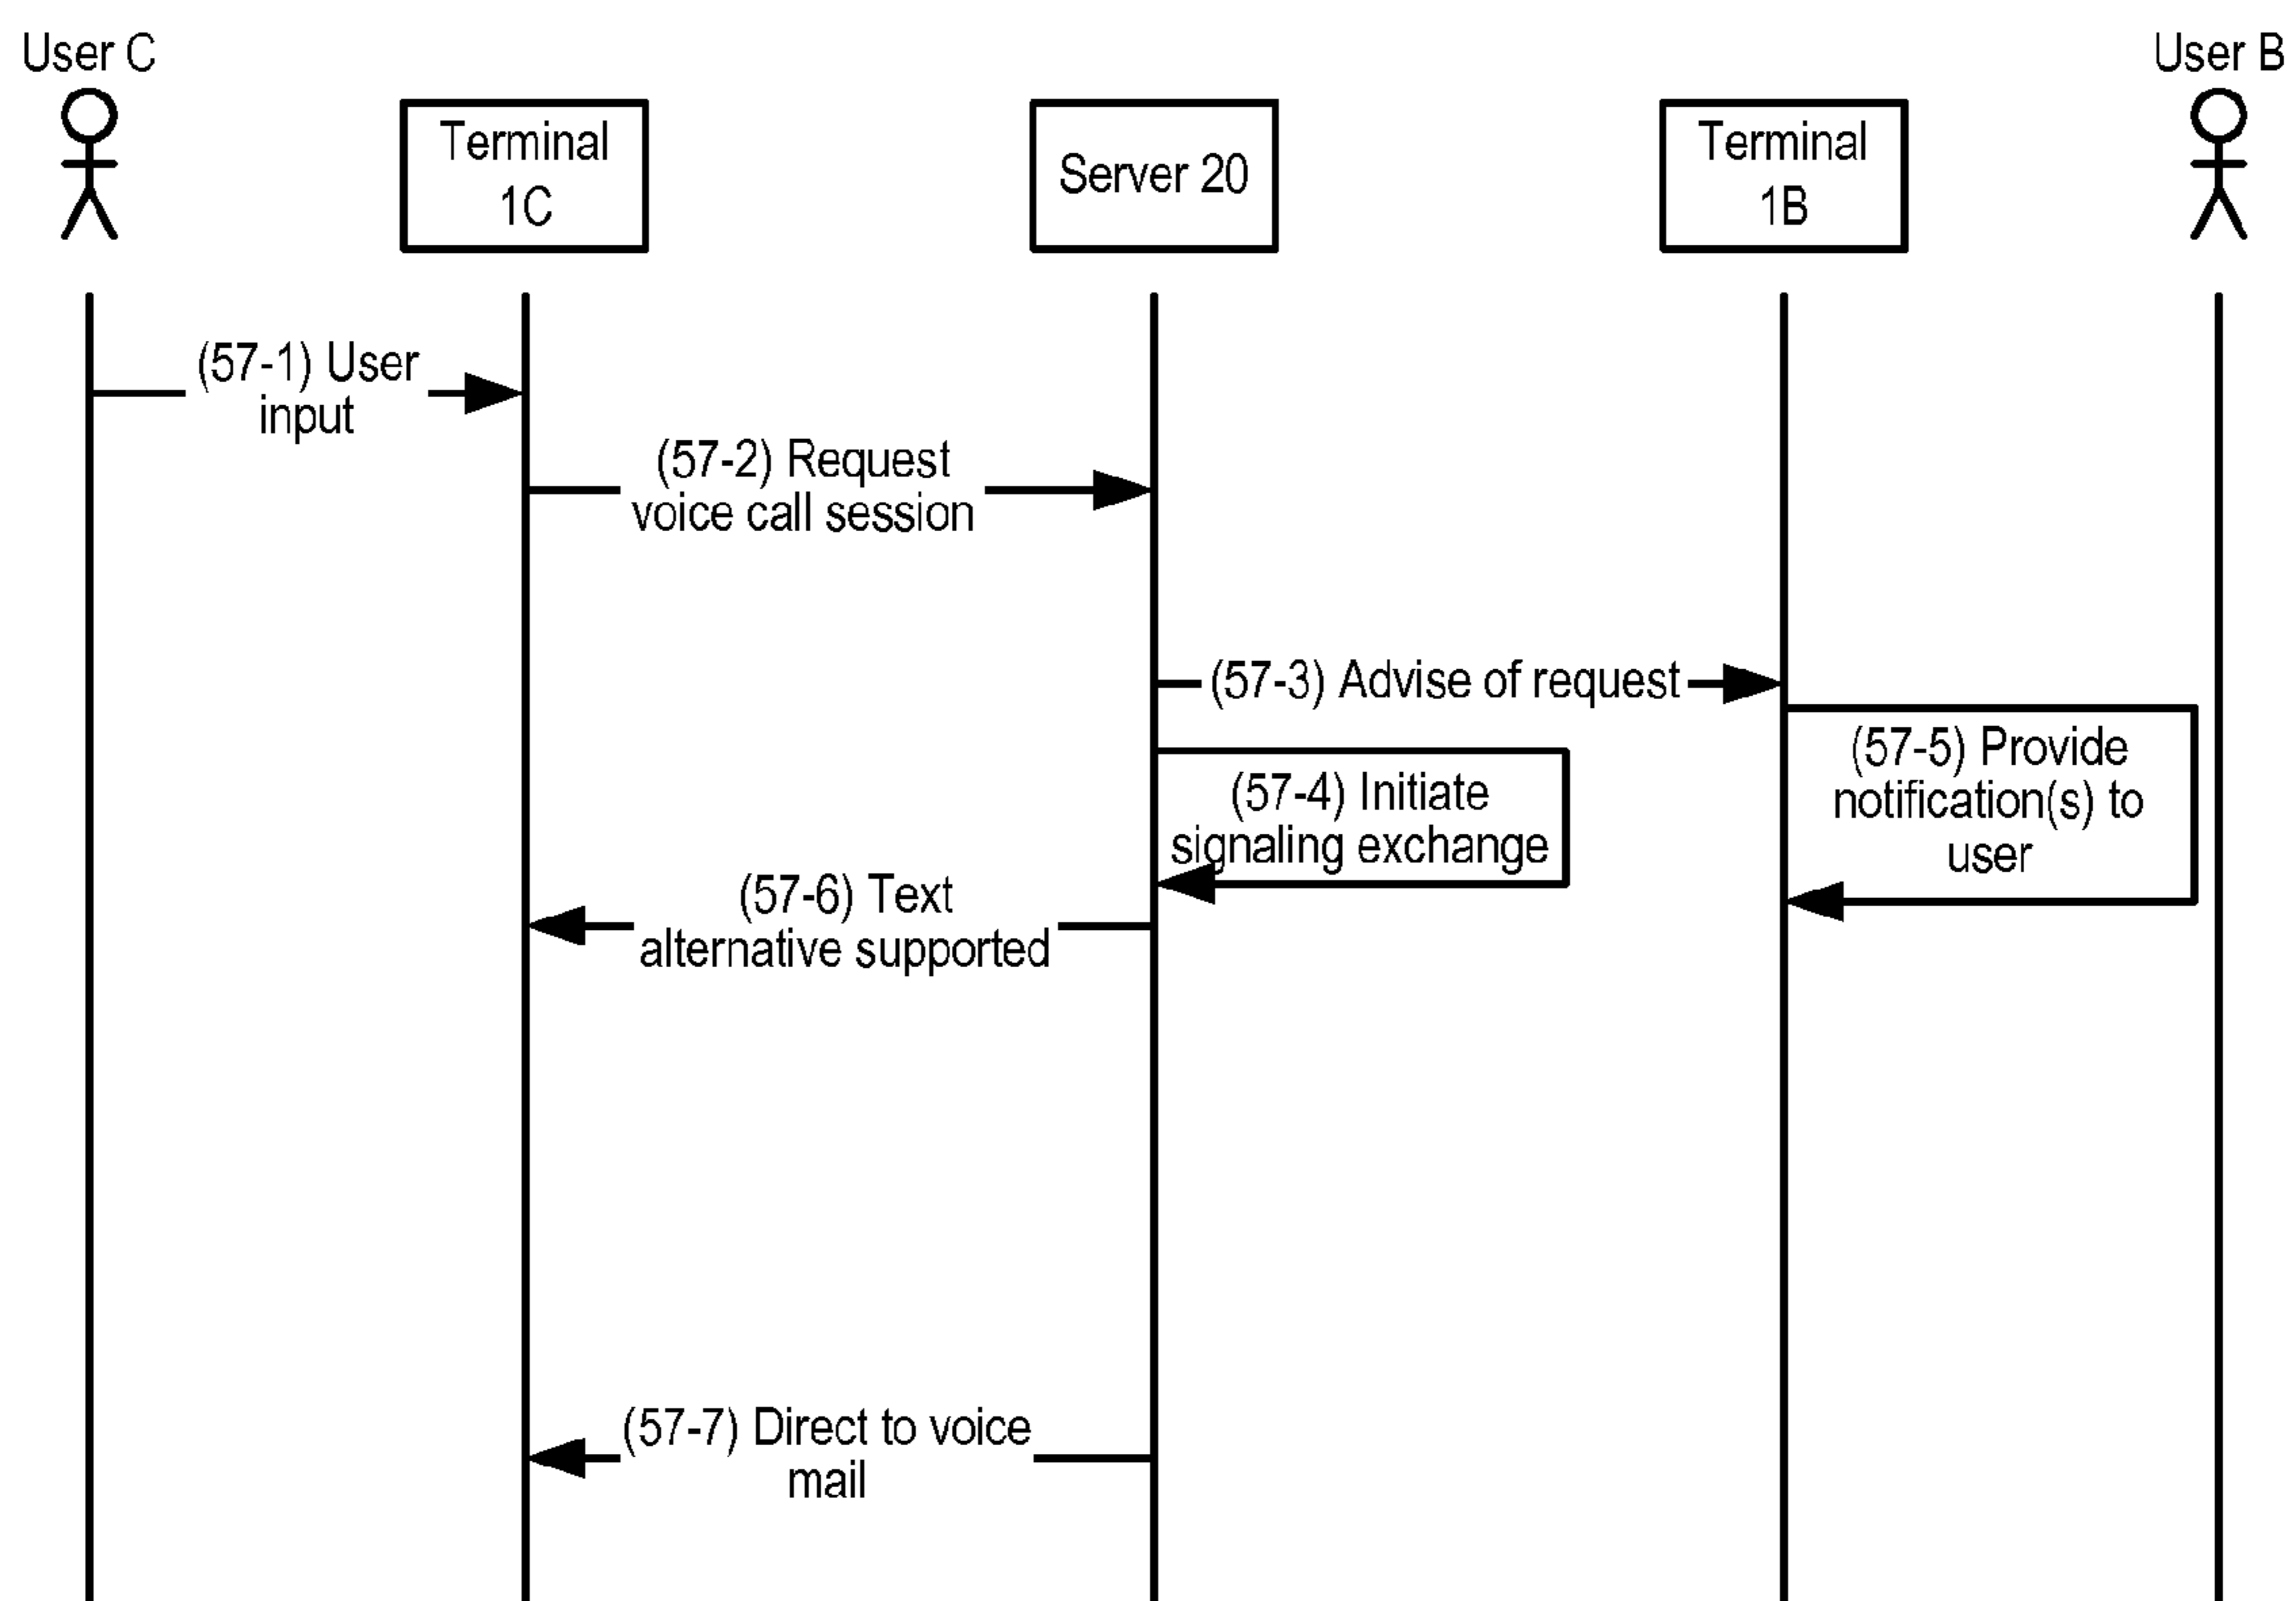 User C
User B
Terminal
1C
Server 20
Terminal
1B
(57-1) User
input
(57-2) Request
voice call session
(57-3) Advise of request
(57-5) Provide
notification(s) to
user
(57-4) Initiate
signaling exchange
(57-6) Text
alternative supported
(57-7) Direct to voice
mail